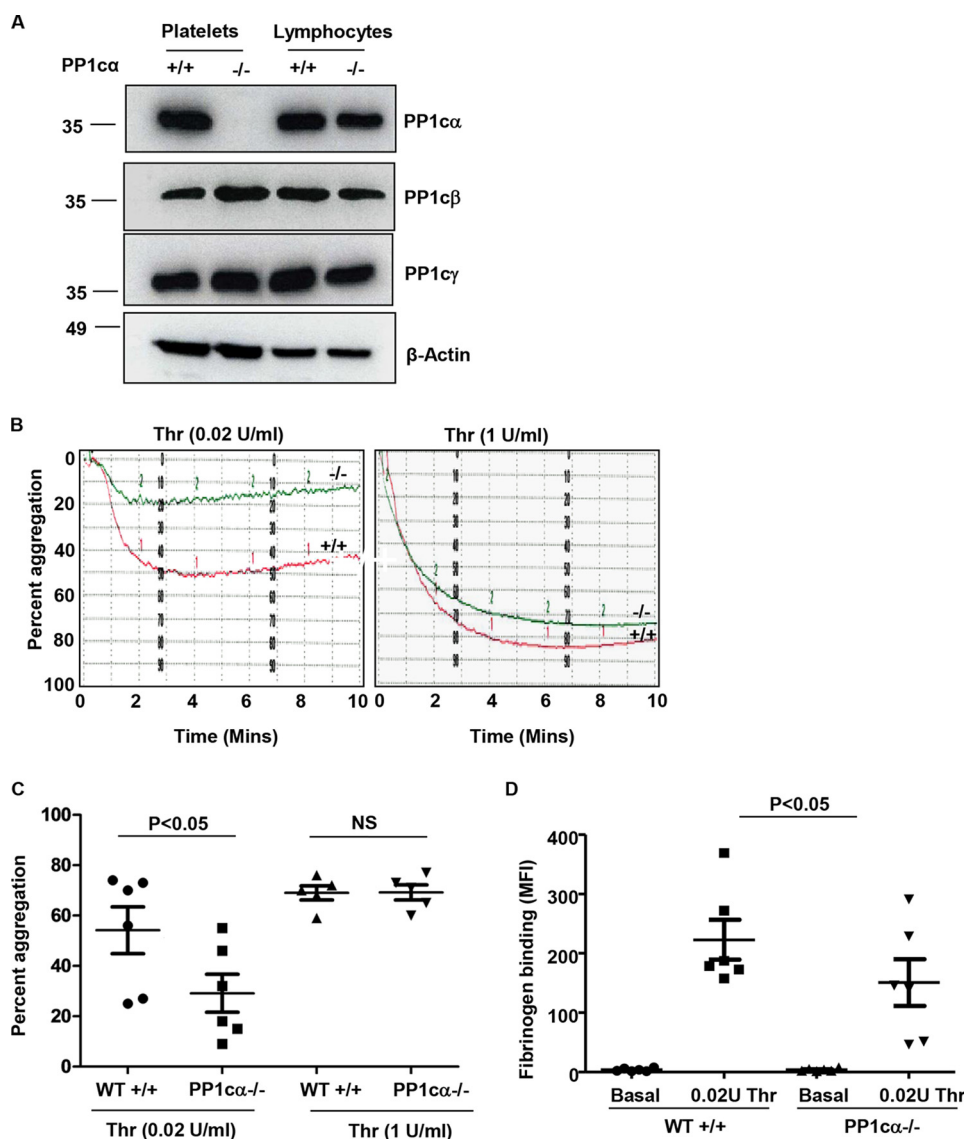 A
Platelets Lymphocytes
PP1cα +/+ -/- +/+ -/-
35 PP1cα
35 PP1cβ
35 PP1cγ
49
β-Actin
B
Thr (0.02 U/ml) Thr (1 U/ml)
Percent aggregation
0
20
40
60
80
100
-/-
+/+
-/-
+/+
0 2 4 6 8 10 0 2 4 6 8 10
Time (Mins) Time (Mins)
C
P<0.05 NS
Percent aggregation
100
80
60
40
20
0
WT +/+ PP1cα-/- WT +/+ PP1cα-/-
Thr (0.02 U/ml) Thr (1 U/ml)
D
P<0.05
Fibrinogen binding (MFI)
400
300
200
100
0
Basal 0.02U Thr Basal 0.02U Thr
WT +/+ PP1cα-/-